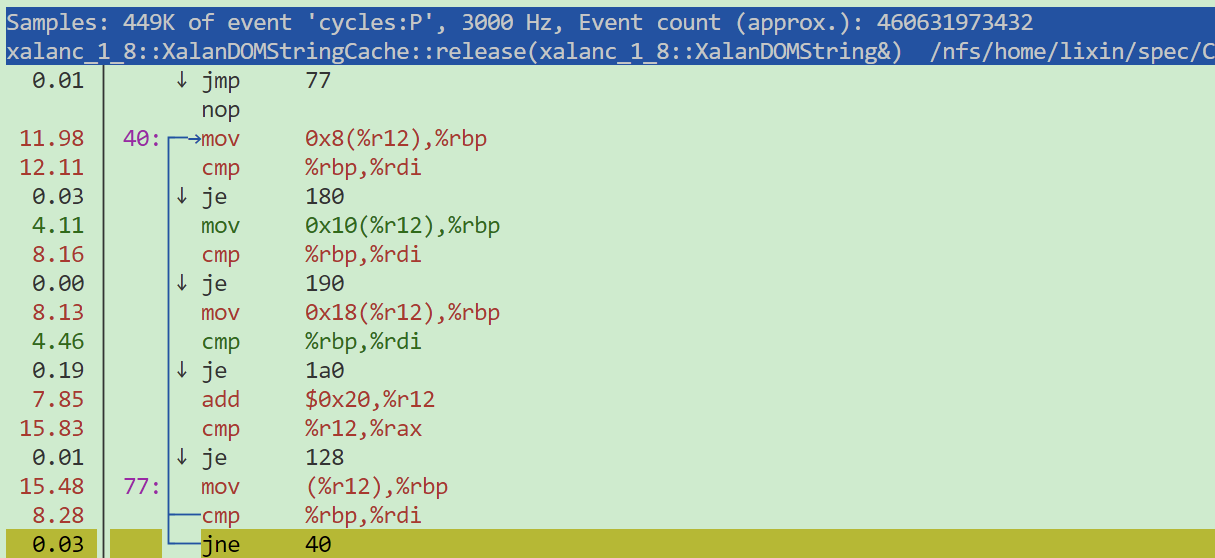 Samples: 449K of event 'cycles:P', 3000 Hz, Event count (approx.): 460631973432
xalanc_1_8::XalanDOMStringCache::release(xalanc_1_8::XalanDOMString&)  /nfs/home/lixin/spec/C
0.01 ↓ jmp 77
nop
11.98 40: mov 0x8(%r12),%rbp
12.11 cmp %rbp,%rdi
0.03 ↓ je 180
4.11 mov 0x10(%r12),%rbp
8.16 cmp %rbp,%rdi
0.00 ↓ je 190
8.13 mov 0x18(%r12),%rbp
4.46 cmp %rbp,%rdi
0.19 ↓ je 1a0
7.85 add $0x20,%r12
15.83 cmp %r12,%rax
0.01 ↓ je 128
15.48 77: mov (%r12),%rbp
8.28 cmp %rbp,%rdi
0.03 jne 40